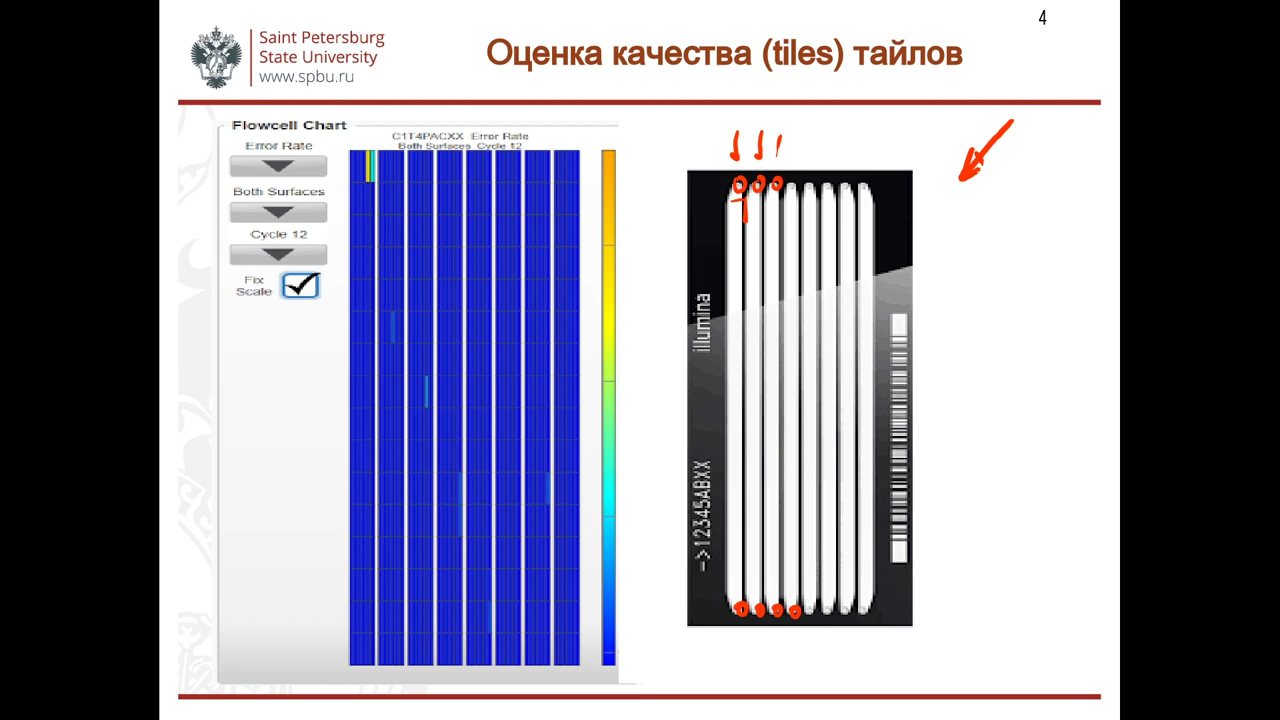 4
Saint Petersburg
State University
www.spbu.ru
Оценка качества (tiles) тайлов
Flowcell Chart
Error Rate
Both Surfaces
Cycle 12
Fix
Scale
C1T4PACXX Error Rate
Both Surfaces Cycle 12
illumina
->12345ABXX